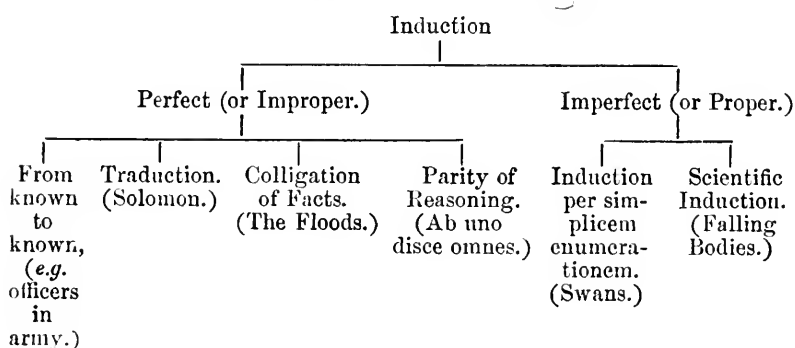 Induction
Perfect (or Improper.)
Imperfect (or Proper.)
From
known
to
known,
(e.g.
officers
in
army.)
Traduction.
(Solomon.)
Colligation
of Facts.
(The Floods.)
Parity of
Reasoning.
(Ab uno
disce omnes.)
Induction
per sim-
plicem
enumera-
tionem.
(Swans.)
Scientific
Induction.
(Falling
Bodies.)